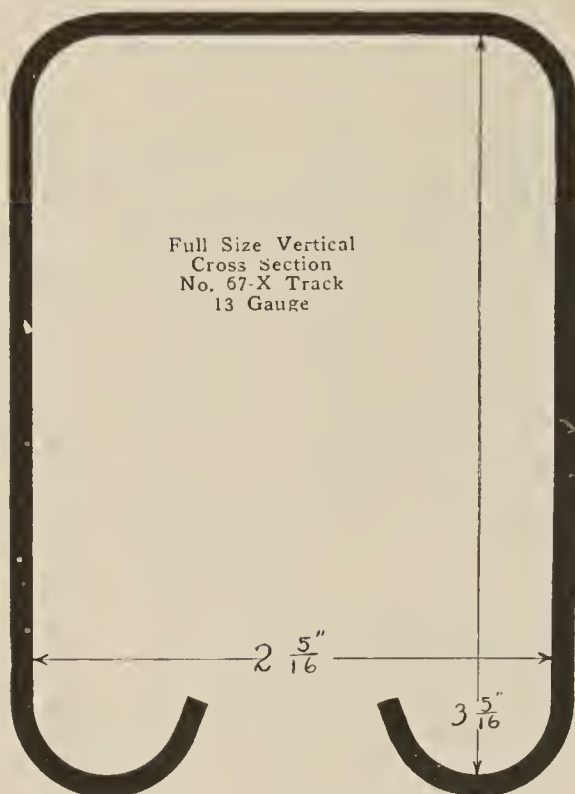 Full Size Vertical
Cross Section
No. 67-X Track
13 Gauge
2 5/16"
3 5/16"